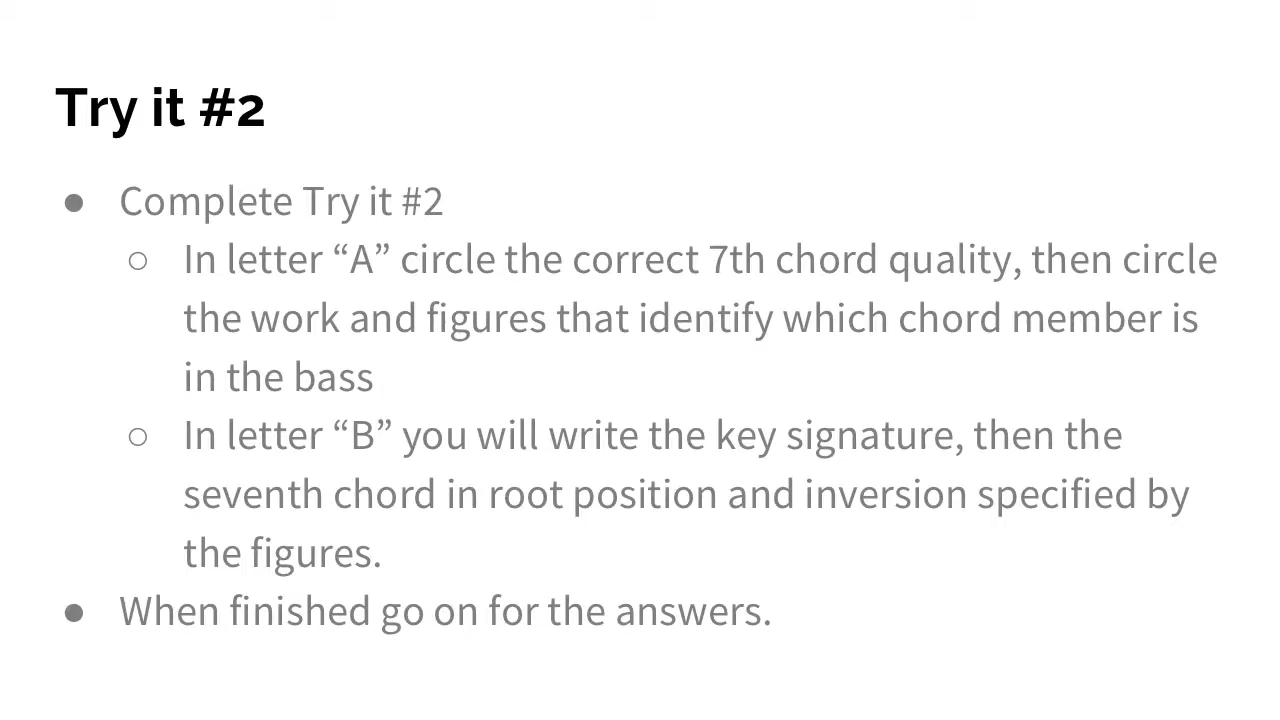 Try it #2
● Complete Try it #2
○ In letter “A” circle the correct 7th chord quality, then circle
the work and figures that identify which chord member is
in the bass
○ In letter “B” you will write the key signature, then the
seventh chord in root position and inversion specified by
the figures.
● When finished go on for the answers.